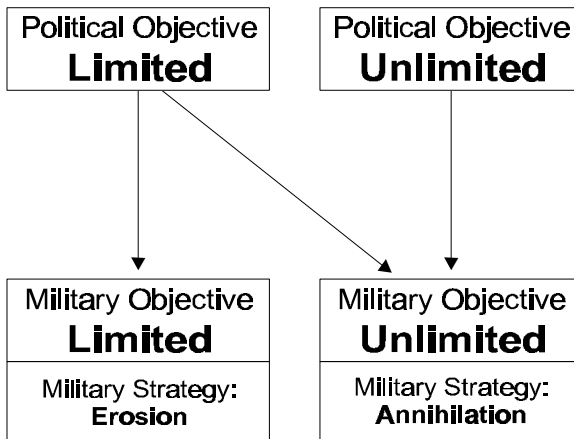 Political Objective
Limited
Political Objective
Unlimited
Military Objective
Limited
Military Strategy:
Erosion
Military Objective
Unlimited
Military Strategy:
Annihilation